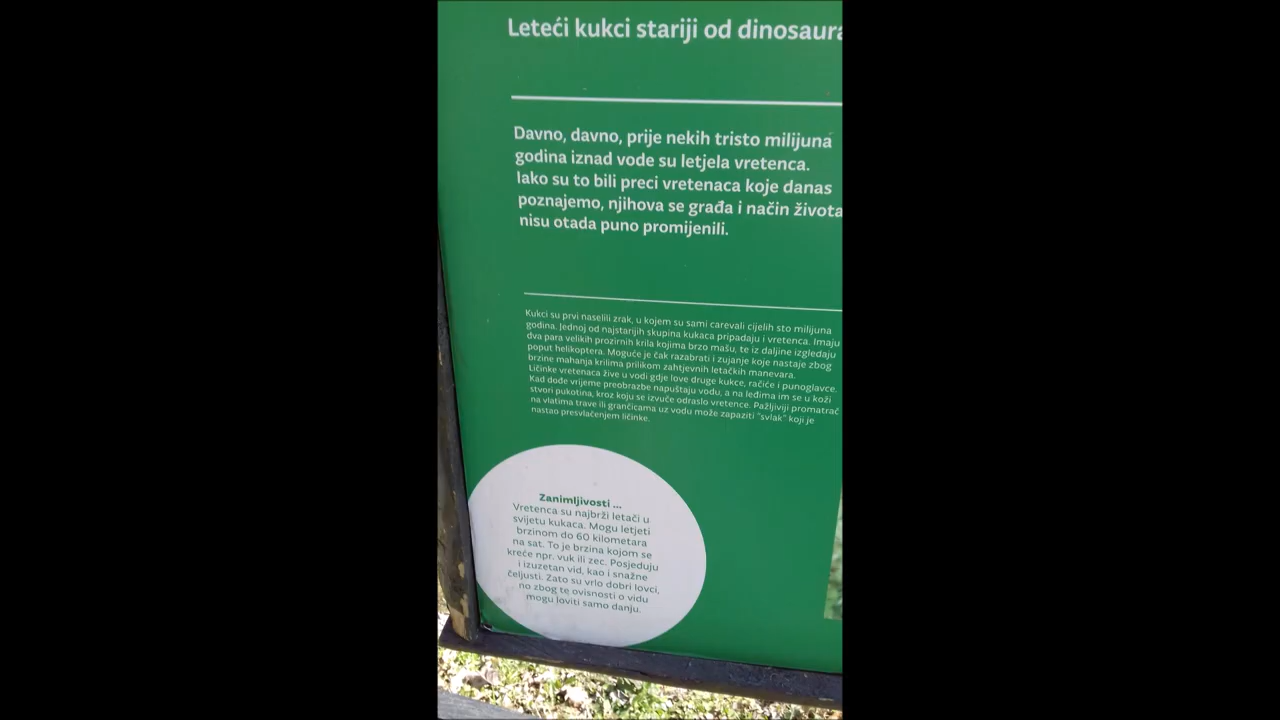 Leteći kukci stariji od dinosaura
Davno, davno, prije nekih tristo milijuna
godina iznad vode su letjela vretenca.
Iako su to bili preci vretenaca koje danas
poznajemo, njihova se građa i način života
nisu otada puno promijenili.
Kukci su prvi naselili zrak, u kojem su sami carevali cijelih sto milijuna
godina. Jednoj od najstarijih skupina kukaca pripadaju i vretenca. Imaju
dva para velikih prozirnih krila kojima brzo mašu, te iz daljine izgledaju
poput helikoptera. Moguće je čak razabrati i zujanje koje nastaje zbog
brzine mahanja krilima prilikom zahtjevnih letačkih manevara.
Ličinke vretenaca žive u vodi gdje love druge kukce, račiće i punoglavce.
Kad dođe vrijeme preobrazbe napuštaju vodu, a na leđima im se u koži
stvori pukotina, kroz koju se izvuče odraslo vretence. Pažljiviji promatrač
na vlatima trave ili grančicama uz vodu može zapaziti "svlak" koji je
nastao presvlačenjem ličinke.
Zanimljivosti ...
Vretenca su najbrži letači u
svijetu kukaca. Mogu letjeti
brzinom do 60 kilometara
na sat. To je brzina kojom se
kreće npr. vuk ili zec. Posjeduju
i izuzetan vid, kao i snažne
čeljusti. Zato su vrlo dobri lovci,
no zbog te ovisnosti o vidu
mogu loviti samo danju.